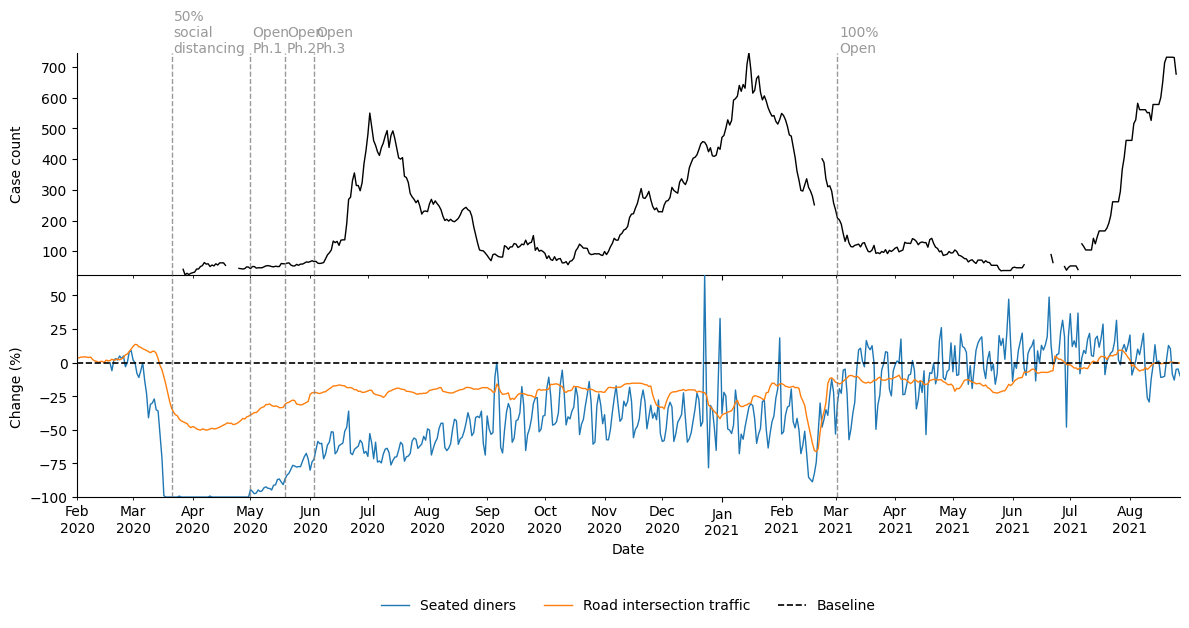 50%
social
distancing
Open
Ph.1
Open
Ph.2
Open
Ph.3
100%
Open
Case count
700
600
500
400
300
200
100
Change (%)
50
25
0
−25
−50
−75
−100
Feb
2020
Mar
2020
Apr
2020
May
2020
Jun
2020
Jul
2020
Aug
2020
Sep
2020
Oct
2020
Nov
2020
Dec
2020
Jan
2021
Feb
2021
Mar
2021
Apr
2021
May
2021
Jun
2021
Jul
2021
Aug
2021
Date
Seated diners
Road intersection traffic
Baseline